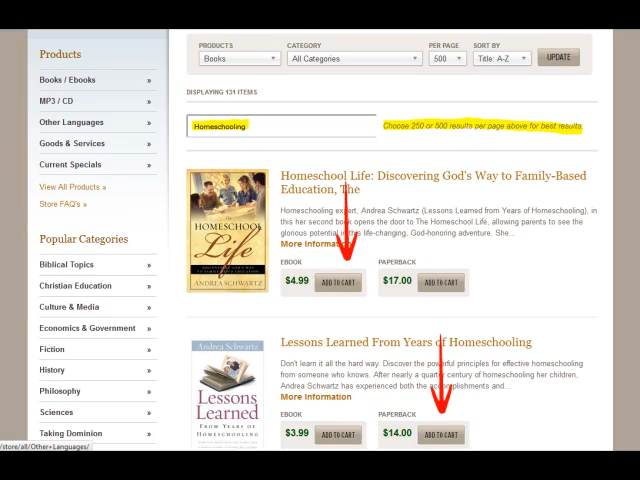 Products
Books / Ebooks »
MP3 / CD »
Other Languages »
Goods & Services »
Current Specials »
View All Products »
Store FAQ's »
Popular Categories
Biblical Topics »
Christian Education »
Culture & Media »
Economics & Government »
Fiction »
History »
Philosophy »
Sciences »
Taking Dominion »
/store/all/Other+Languages/
PRODUCTS CATEGORY PER PAGE SORT BY
Books All Categories 500 Title: A-Z UPDATE
DISPLAYING 131 ITEMS
Homeschooling Choose 250 or 500 results per page above for best results.
HOMESCHOOL
Life
DISCOVERING GOD'S WAY TO FAMILY-BASED EDUCATION
ANDREA SCHWARTZ
Homeschool Life: Discovering God's Way to Family-Based
Education, The
Homeschooling expert, Andrea Schwartz (Lessons Learned from Years of Homeschooling), in
this her second book opens the door to The Homeschool Life, allowing parents to see the
glorious potential in this life-changing, God-honoring adventure. She...
More Information
EBOOK PAPERBACK
$4.99 ADD TO CART $17.00 ADD TO CART
Andrea Schwartz
Lessons
Learned
FROM YEARS OF
HOMESCHOOLING
Lessons Learned From Years of Homeschooling
Don't learn it all the hard way. Discover the powerful principles for effective homeschooling
from someone who knows. After nearly a quarter century of homeschooling her children,
Andrea Schwartz has experienced both the accomplishments and...
More Information
EBOOK PAPERBACK
$3.99 ADD TO CART $14.00 ADD TO CART